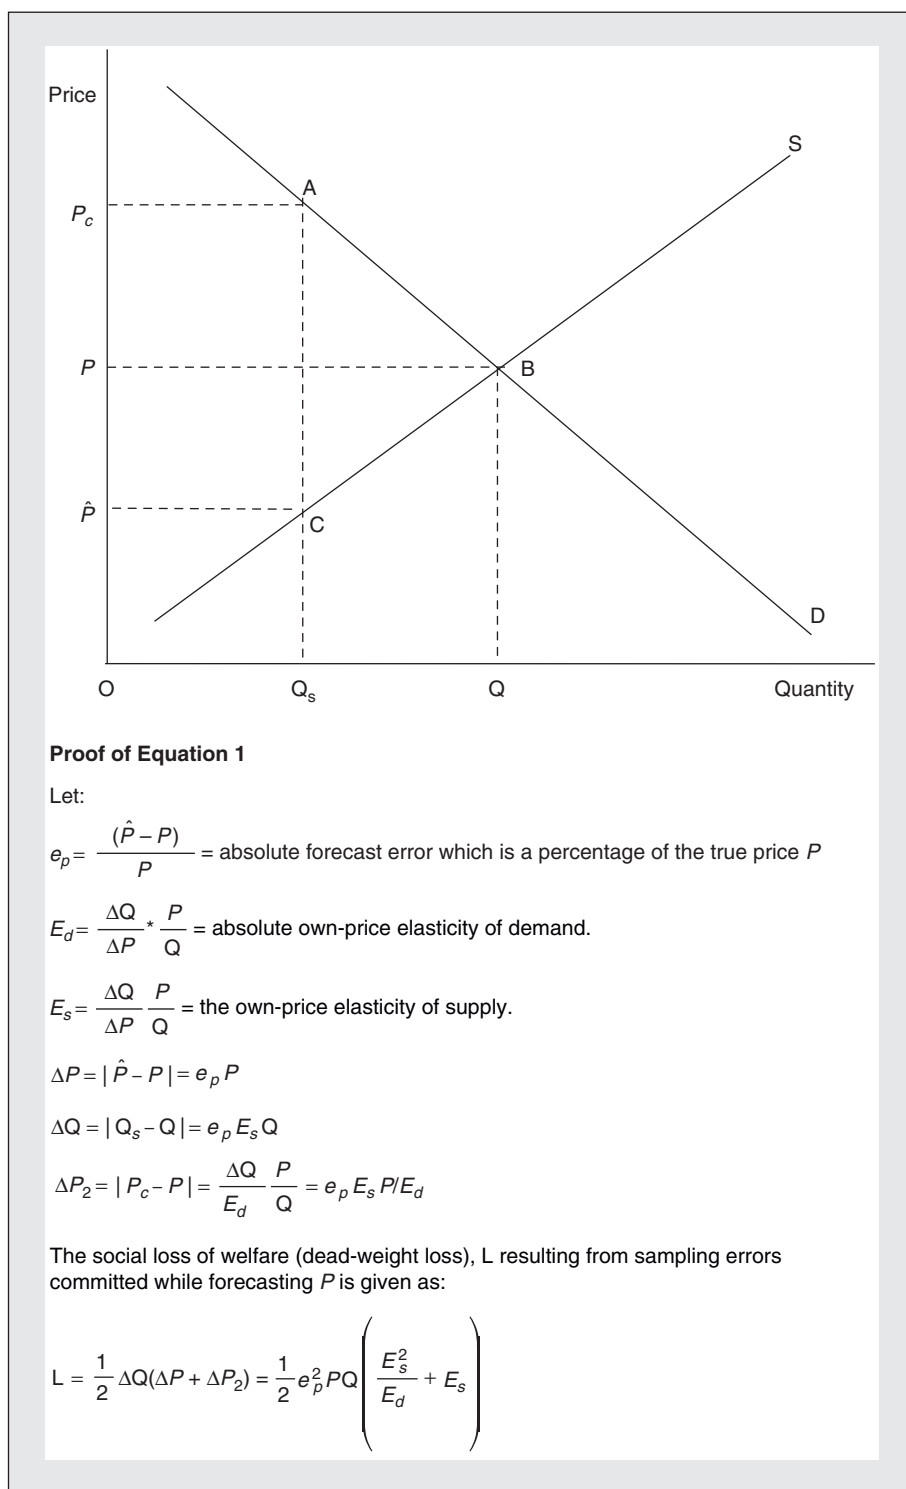 Price
S
A
P_c
P
B
P̂
C
D
O
Q_s
Q
Quantity
Proof of Equation 1
Let:
e_p = (P̂ – P) / P = absolute forecast error which is a percentage of the true price P
E_d = ΔQ/ΔP * P/Q = absolute own-price elasticity of demand.
E_s = ΔQ/ΔP P/Q = the own-price elasticity of supply.
ΔP = | P̂ – P | = e_p P
ΔQ = | Q_s – Q | = e_p E_s Q
ΔP_2 = | P_c – P | = ΔQ/E_d P/Q = e_p E_s P/E_d
The social loss of welfare (dead-weight loss), L resulting from sampling errors
committed while forecasting P is given as:
L = 1/2 ΔQ(ΔP + ΔP_2) = 1/2 e_p^2 PQ (E_s^2/E_d + E_s)